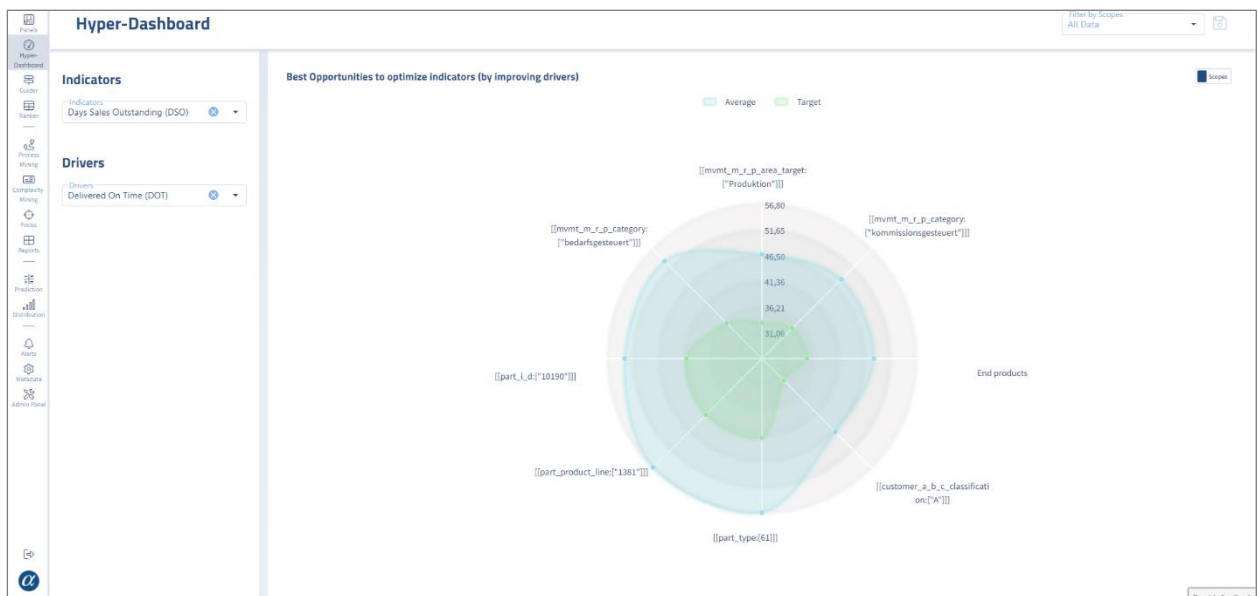 Panels
Hyper-
Dashboard
Guider
Ranker
Process
Mining
Complexity
Mining
Focus
Reports
Prediction
Distribution
Alerts
Metadata
Admin Panel
α
Hyper-Dashboard
Filter by Scopes
All Data
Indicators
Indicators
Days Sales Outstanding (DSO)
Drivers
Drivers
Delivered On Time (DOT)
Best Opportunities to optimize indicators (by improving drivers)
Scopes
Average
Target
[[mvmt_m_r_p_area_target:
["Produktion"]]]
[[mvmt_m_r_p_category:
["kommissionsgesteuert"]]]
End products
[[customer_a_b_c_classificati
on:["A"]]]
[[part_type:[61]]]
[[part_product_line:["1381"]]]
[[part_i_d:["10190"]]]
[[mvmt_m_r_p_category:
["bedarfsgesteuert"]]]
56,80
51,65
46,50
41,36
36,21
31,06